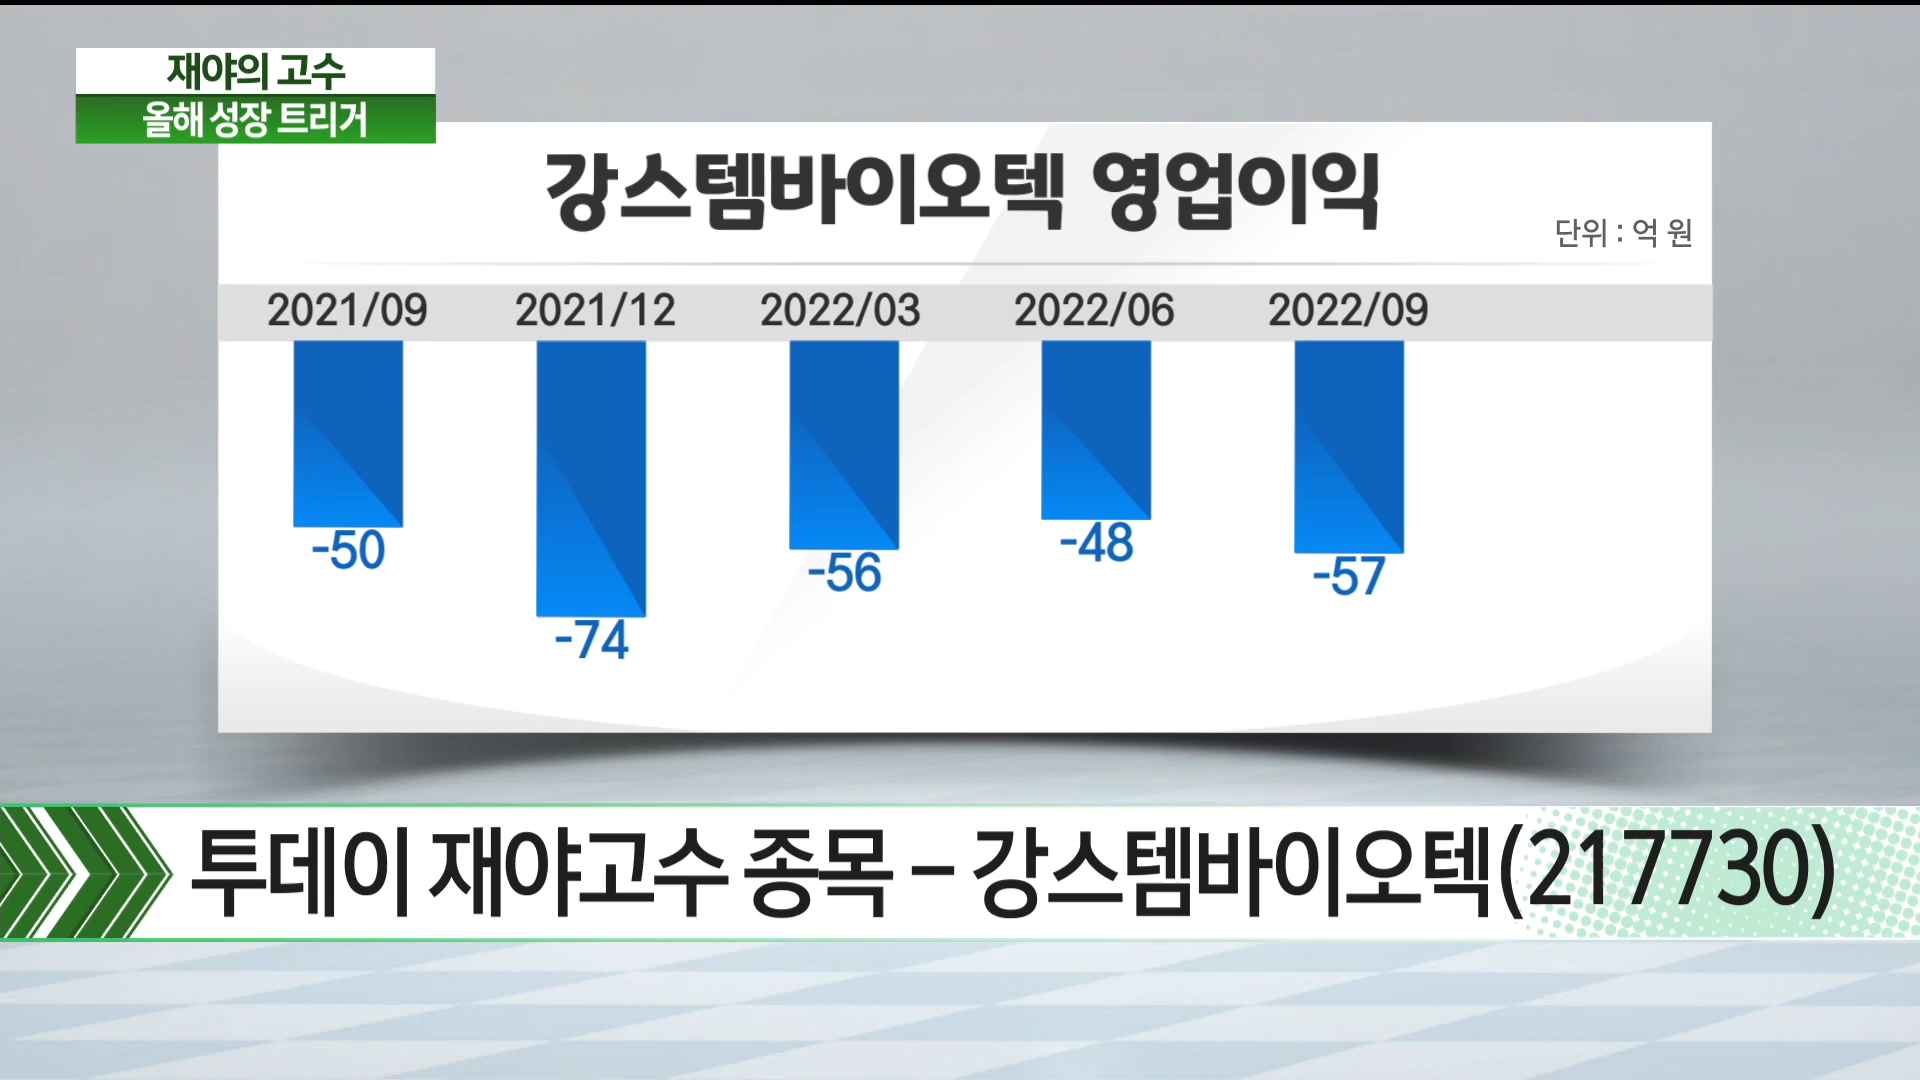 재야의 고수
올해 성장 트리거
강스템바이오텍 영업이익
단위 : 억 원
2021/09 2021/12 2022/03 2022/06 2022/09
-50 -74 -56 -48 -57
투데이 재야고수 종목 – 강스템바이오텍(217730)